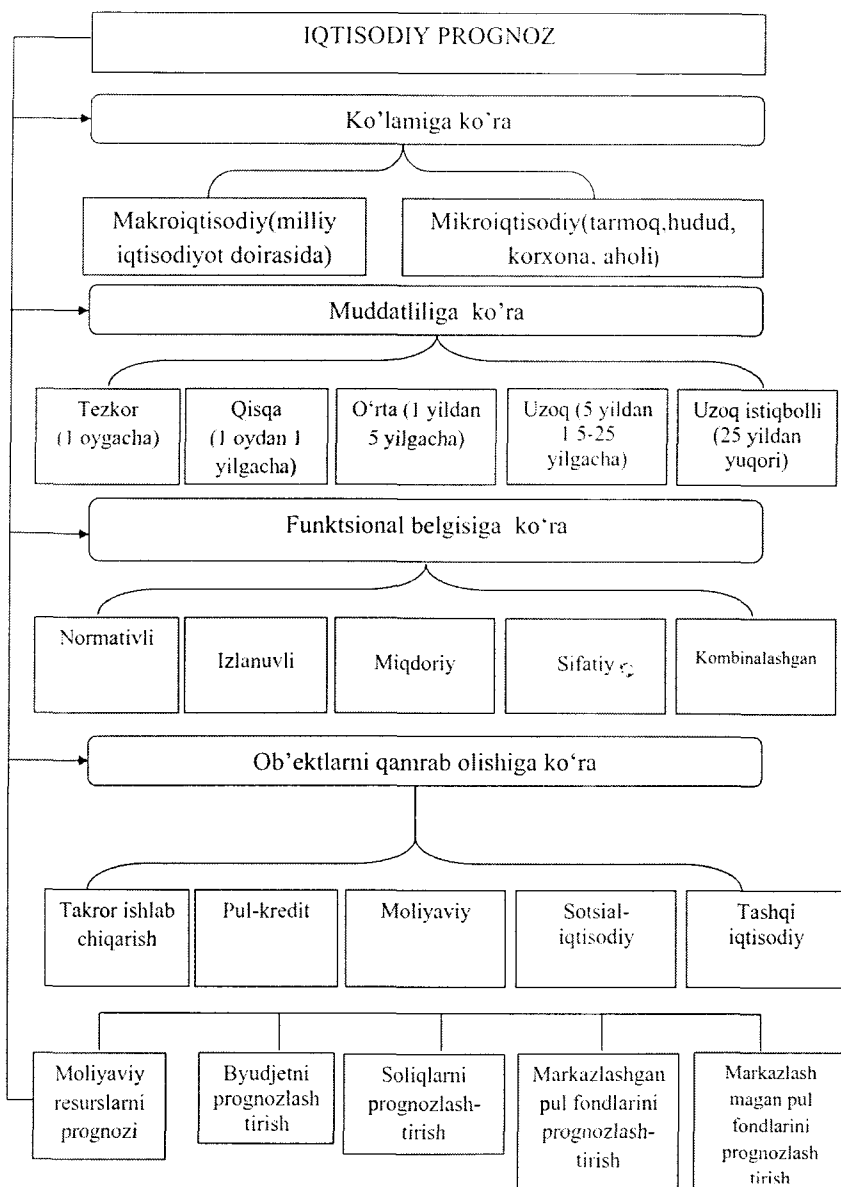 IQTISODIY PROGNOZ
Ko’lamiga ko’ra
Makroiqtisodiy(milliy
iqtisodiyot doirasida)
Mikroiqtisodiy(tarmoq,hudud,
korxona, aholi)
Muddatliliga ko’ra
Tezkor
(1 oygacha)
Qisqa
(1 oydan 1
yilgacha)
O‘rta (1 yildan
5 yilgacha)
Uzoq (5 yildan
15-25
yilgacha)
Uzoq istiqbolli
(25 yildan
yuqori)
Funktsional belgisiga ko‘ra
Normativli
Izlanuvli
Miqdoriy
Sifatiy
Kombinalashgan
Ob’ektlarni qamrab olishiga ko‘ra
Takror ishlab
chiqarish
Pul-kredit
Moliyaviy
Sotsial-
iqtisodiy
Tashqi
iqtisodiy
Moliyaviy
resurslarni
prognozi
Byudjetni
prognozlash
tirish
Soliqlarni
prognozlash-
tirish
Markazlashgan
pul fondlarini
prognozlash-
tirish
Markazlash
magan pul
fondlarini
prognozlash
tirish